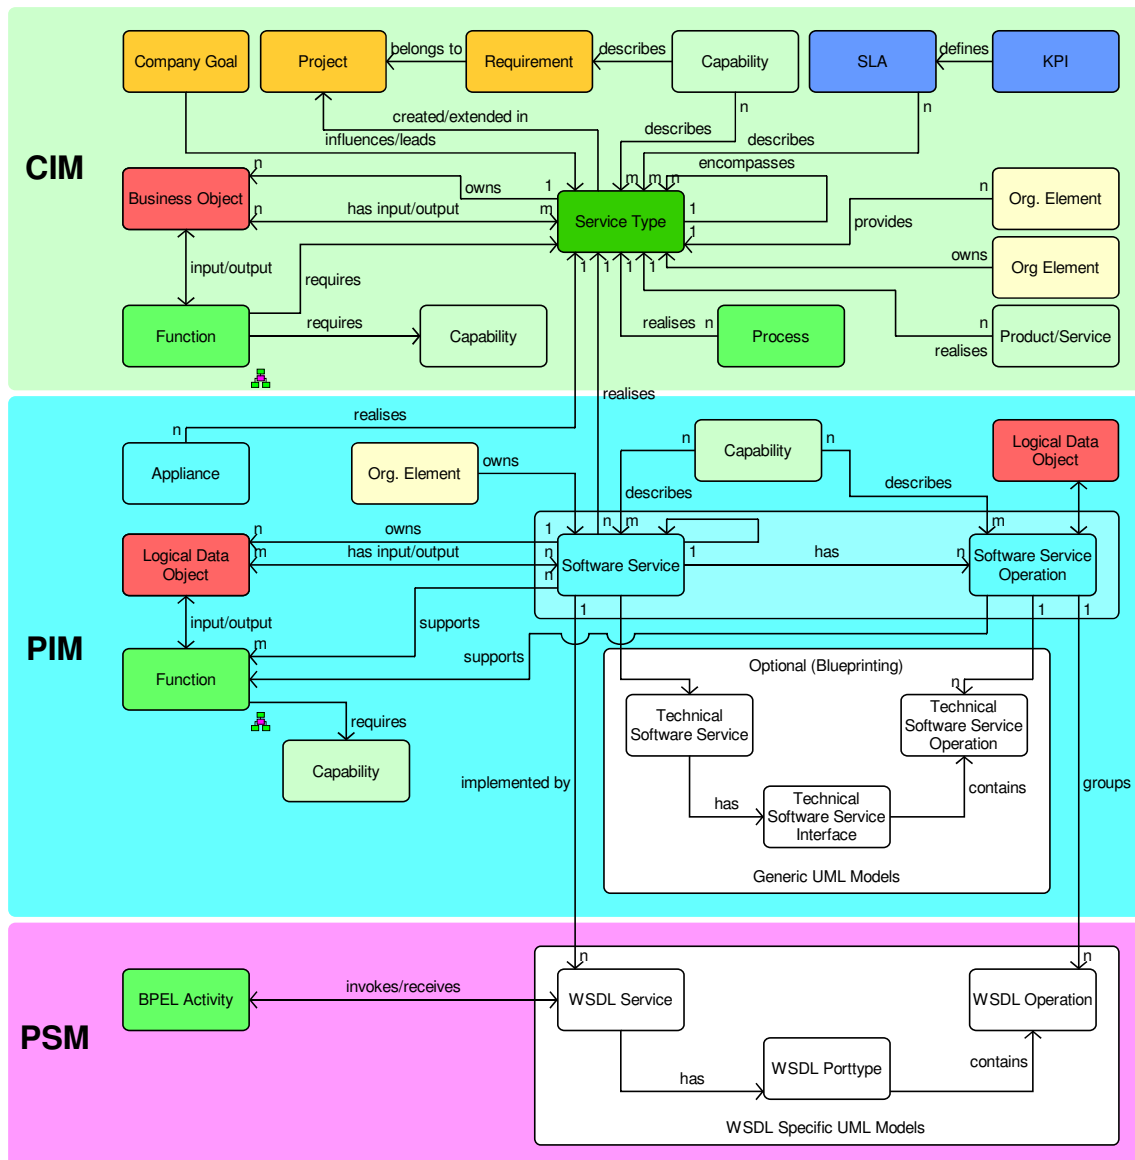 Company Goal
Project
belongs to
Requirement
describes
Capability
SLA
defines
KPI
n
n
created/extended in
influences/leads
describes
describes
encompasses
CIM
n
Business Object
owns
1
m
m
n
n
has input/output
m
Service Type
1
1
n
Org. Element
provides
owns
Org Element
input/output
requires
1
1
1
1
Function
requires
Capability
realises
n
Process
n
Product/Service
realises
realises
realises
n
Appliance
Org. Element
owns
n
Capability
n
describes
describes
Logical Data
Object
n
owns
1
n
m
m
m
has input/output
n
n
Logical Data
Object
Software Service
1
has
n
Software Service
Operation
1
1
1
PIM
input/output
m
supports
supports
Function
requires
Capability
Optional (Blueprinting)
n
Technical
Software Service
Technical
Software Service
Operation
implemented by
has
Technical
Software Service
Interface
contains
groups
Generic UML Models
n
n
PSM
BPEL Activity
invokes/receives
WSDL Service
WSDL Operation
has
WSDL Porttype
contains
WSDL Specific UML Models